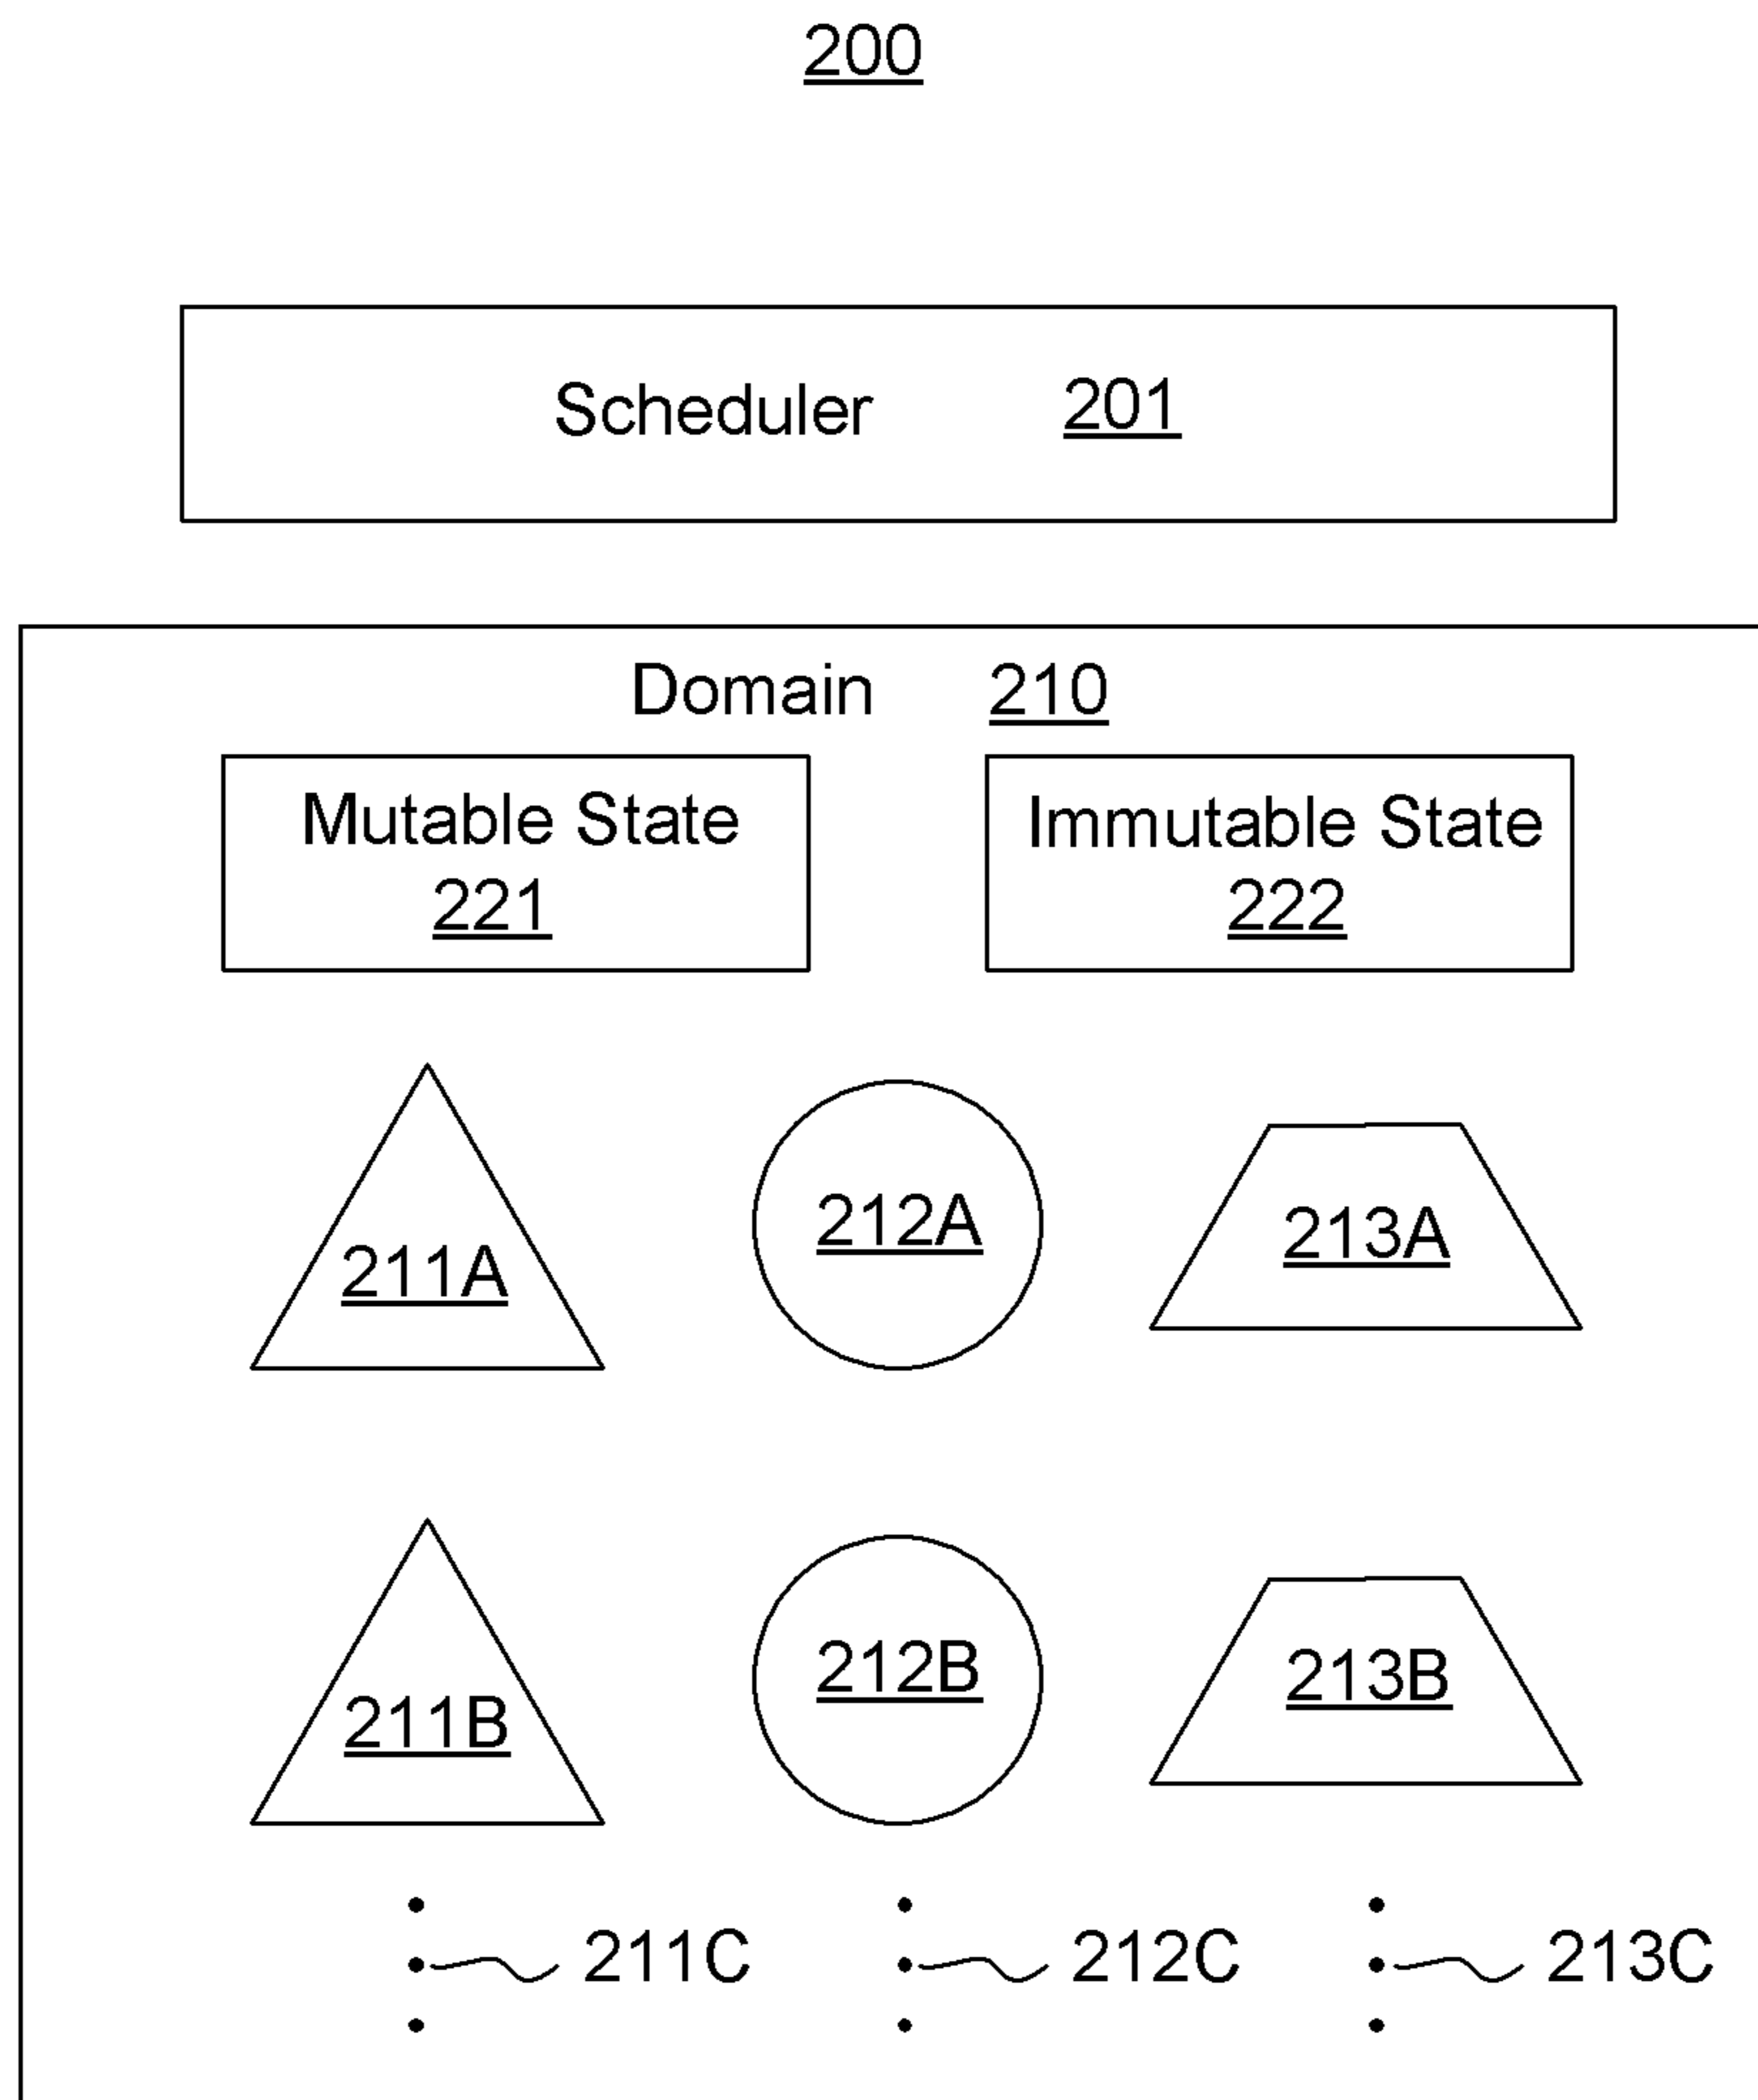 200
Scheduler 201
Domain 210
Mutable State
221
Immutable State
222
211A
212A
213A
211B
212B
213B
211C
212C
213C